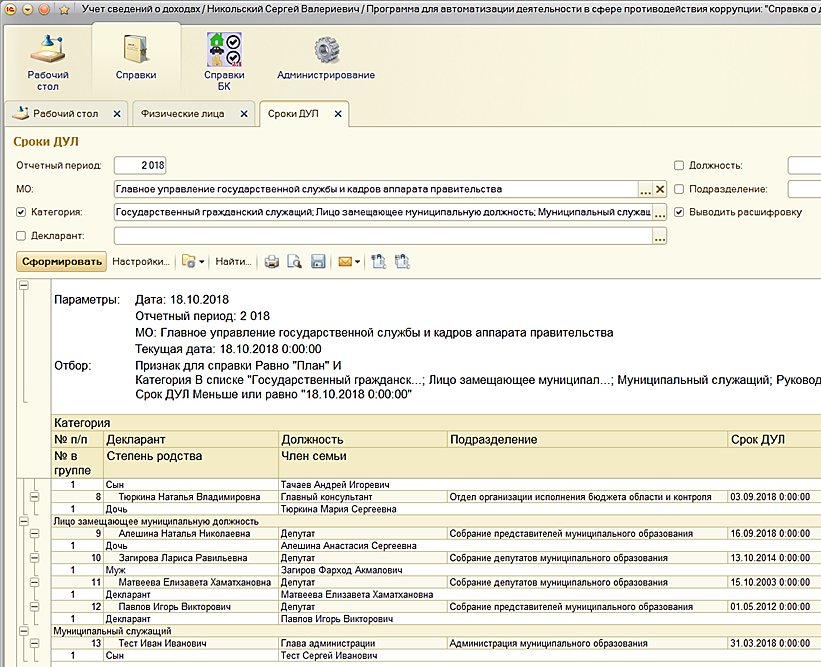 Учет сведений о доходах / Никольский Сергей Валериевич / Программа для автоматизации деятельности в сфере противодействия коррупции: "Справка о д
Рабочий стол
Справки
Справки БК
Администрирование
Рабочий стол
Физические лица
Сроки ДУЛ
Сроки ДУЛ
Отчетный период: 2 018
Должность:
МО: Главное управление государственной службы и кадров аппарата правительства
Подразделение:
Категория: Государственный гражданский служащий; Лицо замещающее муниципальную должность; Муниципальный служащ
Выводить расшифровку
Декларант:
Сформировать Настройки... Найти...
Параметры: Дата: 18.10.2018
Отчетный период: 2 018
МО: Главное управление государственной службы и кадров аппарата правительства
Текущая дата: 18.10.2018 0:00:00
Отбор: Признак для справки Равно "План" И
Категория В списке "Государственный гражданск...; Лицо замещающее муниципал...; Муниципальный служащий; Руковод
Срок ДУЛ Меньше или равно "18.10.2018 0:00:00"
Категория
№ п/п Декларант Должность Подразделение Срок ДУЛ
№ в группе Степень родства Член семьи
1 Сын Тачаев Андрей Игоревич
8 Тюркина Наталья Владимировна Главный консультант Отдел организации исполнения бюджета области и контроля 03.09.2018 0:00:00
1 Дочь Тюркина Мария Сергеевна
Лицо замещающее муниципальную должность
9 Алешина Наталья Николаевна Депутат Собрание представителей муниципального образования 16.09.2018 0:00:00
1 Дочь Алешина Анастасия Сергеевна
10 Загирова Лариса Равильевна Депутат Собрание депутатов муниципального образования 13.10.2014 0:00:00
1 Муж Загиров Фарход Акмалович
11 Матвеева Елизавета Хаматхановна Депутат Собрание депутатов муниципального образования 15.10.2003 0:00:00
1 Декларант Матвеева Елизавета Хаматхановна
12 Павлов Игорь Викторович Депутат Собрание представителей муниципального образования 01.05.2012 0:00:00
1 Декларант Павлов Игорь Викторович
Муниципальный служащий
13 Тест Иван Иванович Глава администрации Администрация муниципального образования 31.03.2018 0:00:00
1 Сын Тест Сергей Иванович